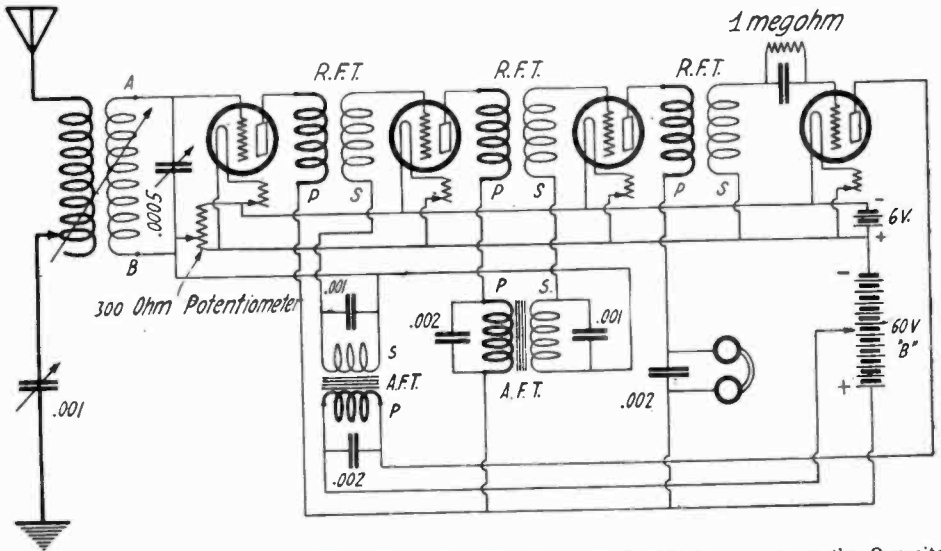 1 megohm
R.F.T.
R.F.T.
R.F.T.
A
.0005
P
S
P
S
P
S
B
-
6V.
+
300 Ohm Potentiometer
.001
P
S.
-
.002
.001
60V
"B"
S
A.F.T.
A.F.T.
P
.002
+
.001
.002